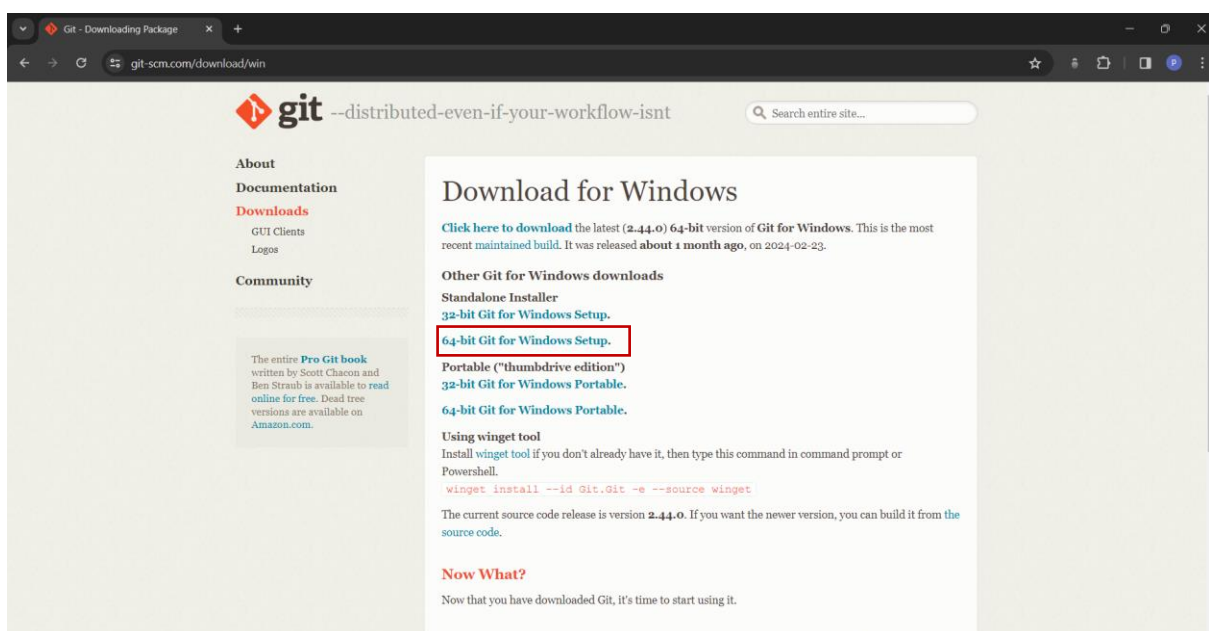 Git - Downloading Package
git-scm.com/download/win
P
git --distributed-even-if-your-workflow-isnt
Search entire site...
About
Documentation
Downloads
GUI Clients
Logos
Community
The entire Pro Git book
written by Scott Chacon and
Ben Straub is available to read
online for free. Dead tree
versions are available on
Amazon.com.
Download for Windows
Click here to download the latest (2.44.0) 64-bit version of Git for Windows. This is the most
recent maintained build. It was released about 1 month ago, on 2024-02-23.
Other Git for Windows downloads
Standalone Installer
32-bit Git for Windows Setup.
64-bit Git for Windows Setup.
Portable ("thumbdrive edition")
32-bit Git for Windows Portable.
64-bit Git for Windows Portable.
Using winget tool
Install winget tool if you don't already have it, then type this command in command prompt or
Powershell.
winget install --id Git.Git -e --source winget
The current source code release is version 2.44.0. If you want the newer version, you can build it from the
source code.
Now What?
Now that you have downloaded Git, it's time to start using it.